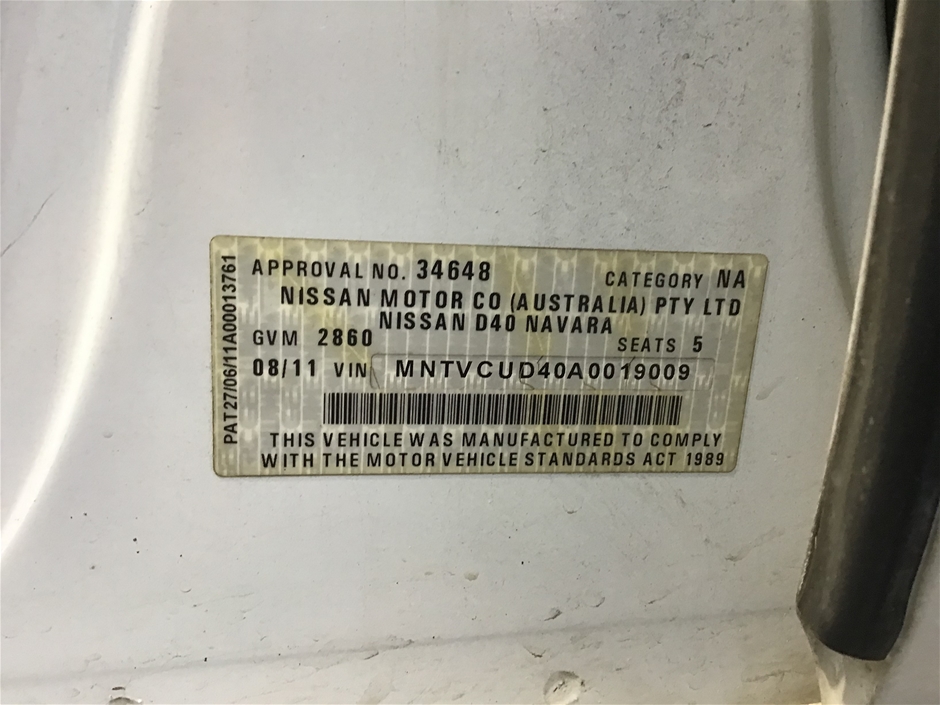 PAT27/06/11A00013761
APPROVAL NO. 34648 CATEGORY NA
NISSAN MOTOR CO (AUSTRALIA) PTY LTD
NISSAN D40 NAVARA
GVM 2860 SEATS 5
08/11 VIN MNTVCUD40A0019009
THIS VEHICLE WAS MANUFACTURED TO COMPLY
WITH THE MOTOR VEHICLE STANDARDS ACT 1989